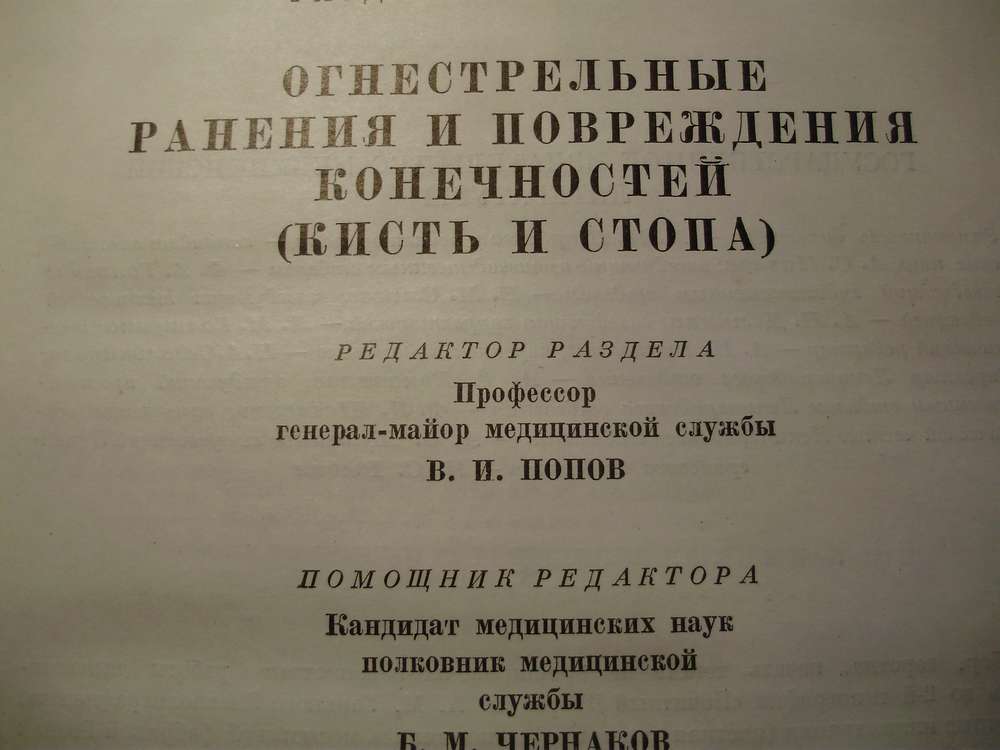 ОГНЕСТРЕЛЬНЫЕ
РАНЕНИЯ И ПОВРЕЖДЕНИЯ
КОНЕЧНОСТЕЙ
(КИСТЬ И СТОПА)
РЕДАКТОР РАЗДЕЛА
Профессор
генерал-майор медицинской службы
В. И. ПОПОВ
ПОМОЩНИК РЕДАКТОРА
Кандидат медицинских наук
полковник медицинской
службы
Б. М. ЧЕРНАКОВ